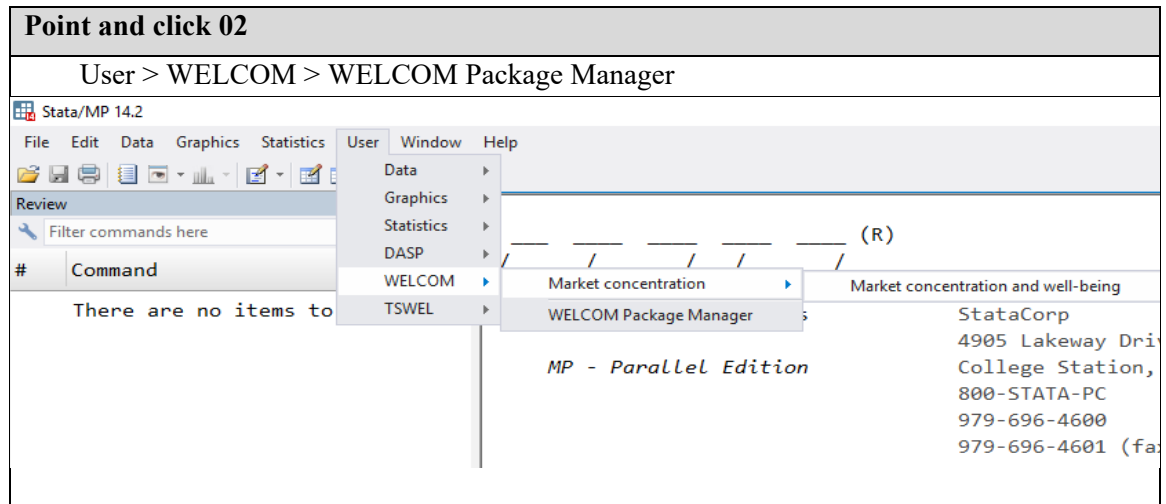 Point and click 02
User > WELCOM > WELCOM Package Manager
Stata/MP 14.2
File Edit Data Graphics Statistics User Window Help
Review
Filter commands here
# Command
There are no items to
Data
Graphics
Statistics
DASP
WELCOM
TSWEL
Market concentration
WELCOM Package Manager
Market concentration and well-being
(R)
StataCorp
4905 Lakeway
MP - Parallel Edition College Station,
800-STATA-PC
979-696-4600
979-696-4601